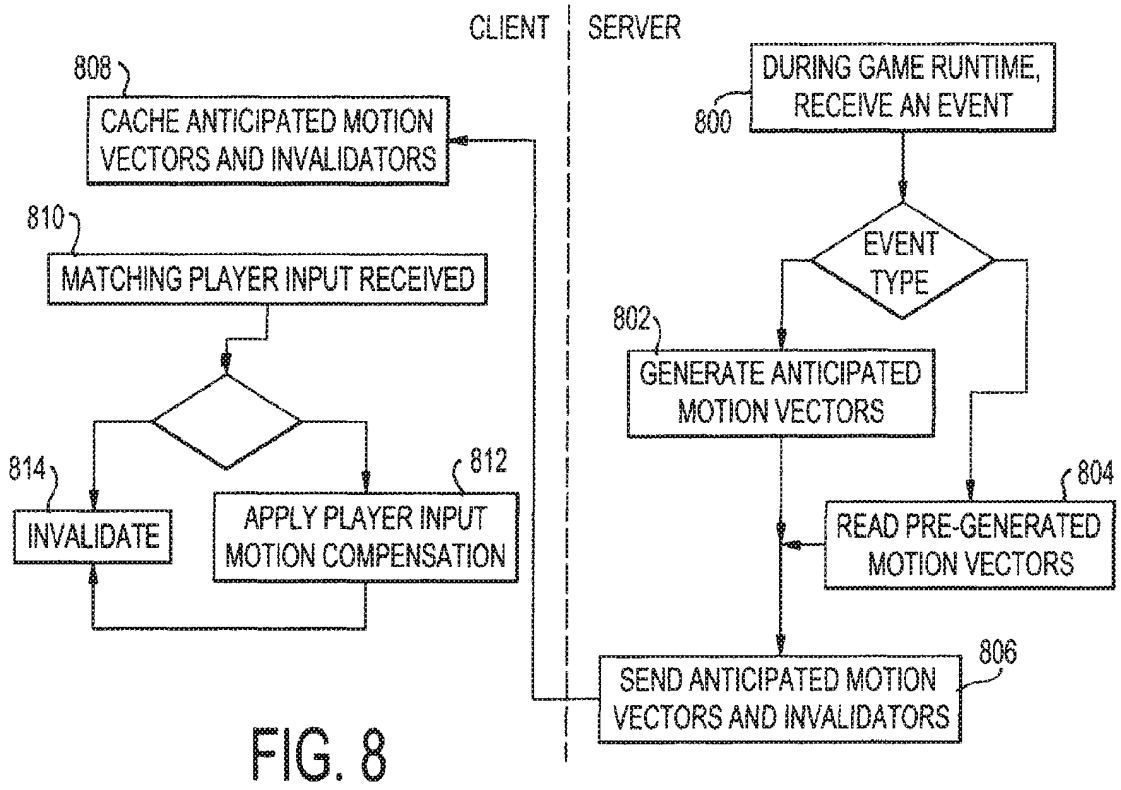 CLIENT
SERVER
808
CACHE ANTICIPATED MOTION
VECTORS AND INVALIDATORS
810
MATCHING PLAYER INPUT RECEIVED
814
INVALIDATE
812
APPLY PLAYER INPUT
MOTION COMPENSATION
DURING GAME RUNTIME,
RECEIVE AN EVENT
800
EVENT
TYPE
802
GENERATE ANTICIPATED
MOTION VECTORS
804
READ PRE-GENERATED
MOTION VECTORS
SEND ANTICIPATED MOTION
VECTORS AND INVALIDATORS
806
FIG. 8